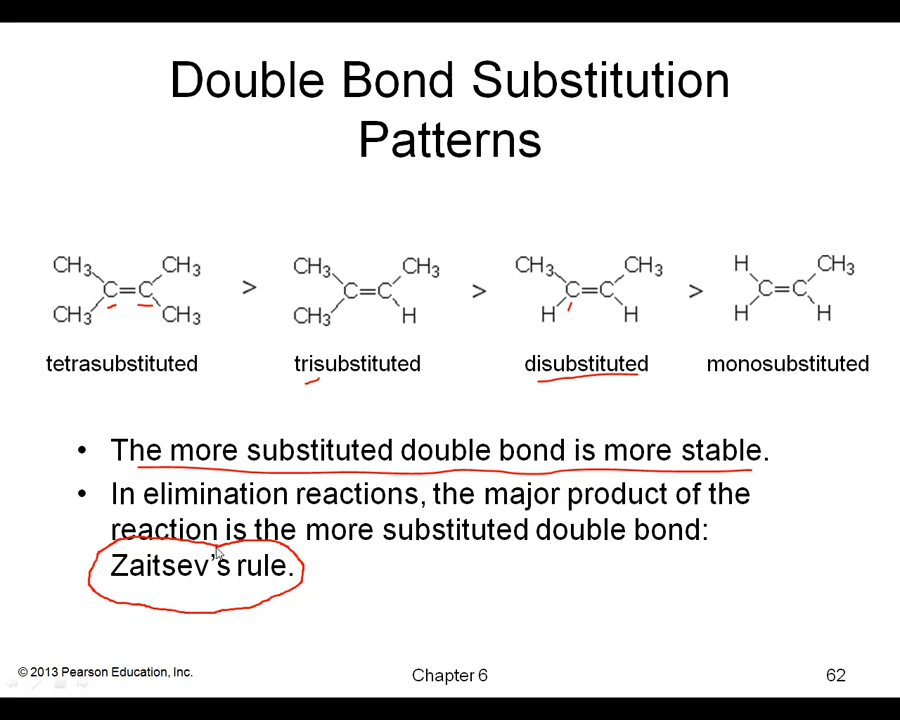 Double Bond Substitution
Patterns
CH₃ CH₃ CH₃ CH₃ CH₃ CH₃ H CH₃
C=C > C=C > C=C > C=C
CH₃ CH₃ CH₃ H H H H H
tetrasubstituted trisubstituted disubstituted monosubstituted
• The more substituted double bond is more stable.
• In elimination reactions, the major product of the
reaction is the more substituted double bond:
Zaitsev's rule.
© 2013 Pearson Education, Inc. Chapter 6 62